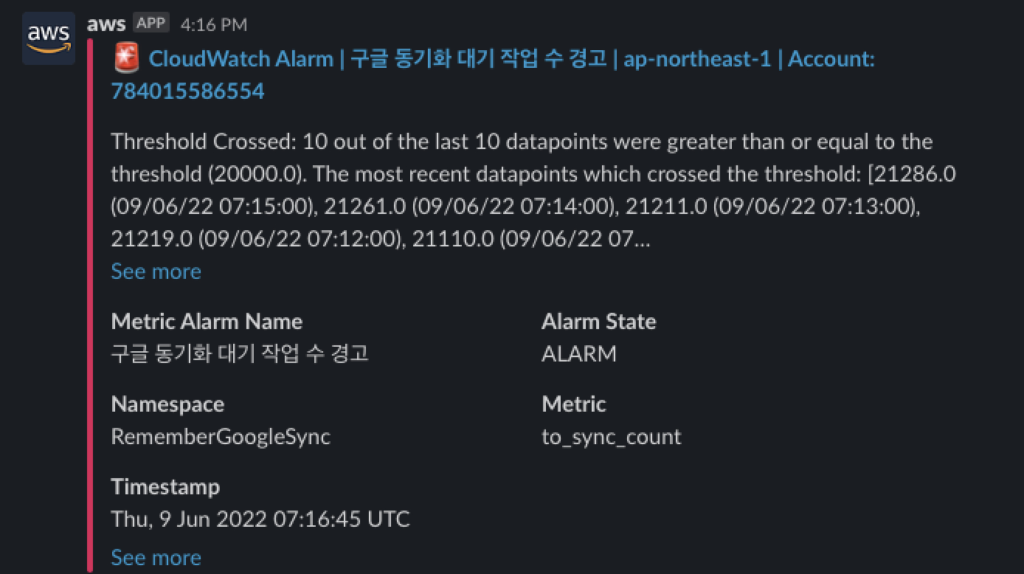 aws
aws APP 4:16 PM
CloudWatch Alarm | 구글 동기화 대기 작업 수 경고 | ap-northeast-1 | Account:
784015586554
Threshold Crossed: 10 out of the last 10 datapoints were greater than or equal to the
threshold (20000.0). The most recent datapoints which crossed the threshold: [21286.0
(09/06/22 07:15:00), 21261.0 (09/06/22 07:14:00), 21211.0 (09/06/22 07:13:00),
21219.0 (09/06/22 07:12:00), 21110.0 (09/06/22 07...
See more
Metric Alarm Name
구글 동기화 대기 작업 수 경고
Alarm State
ALARM
Namespace
RememberGoogleSync
Metric
to_sync_count
Timestamp
Thu, 9 Jun 2022 07:16:45 UTC
See more